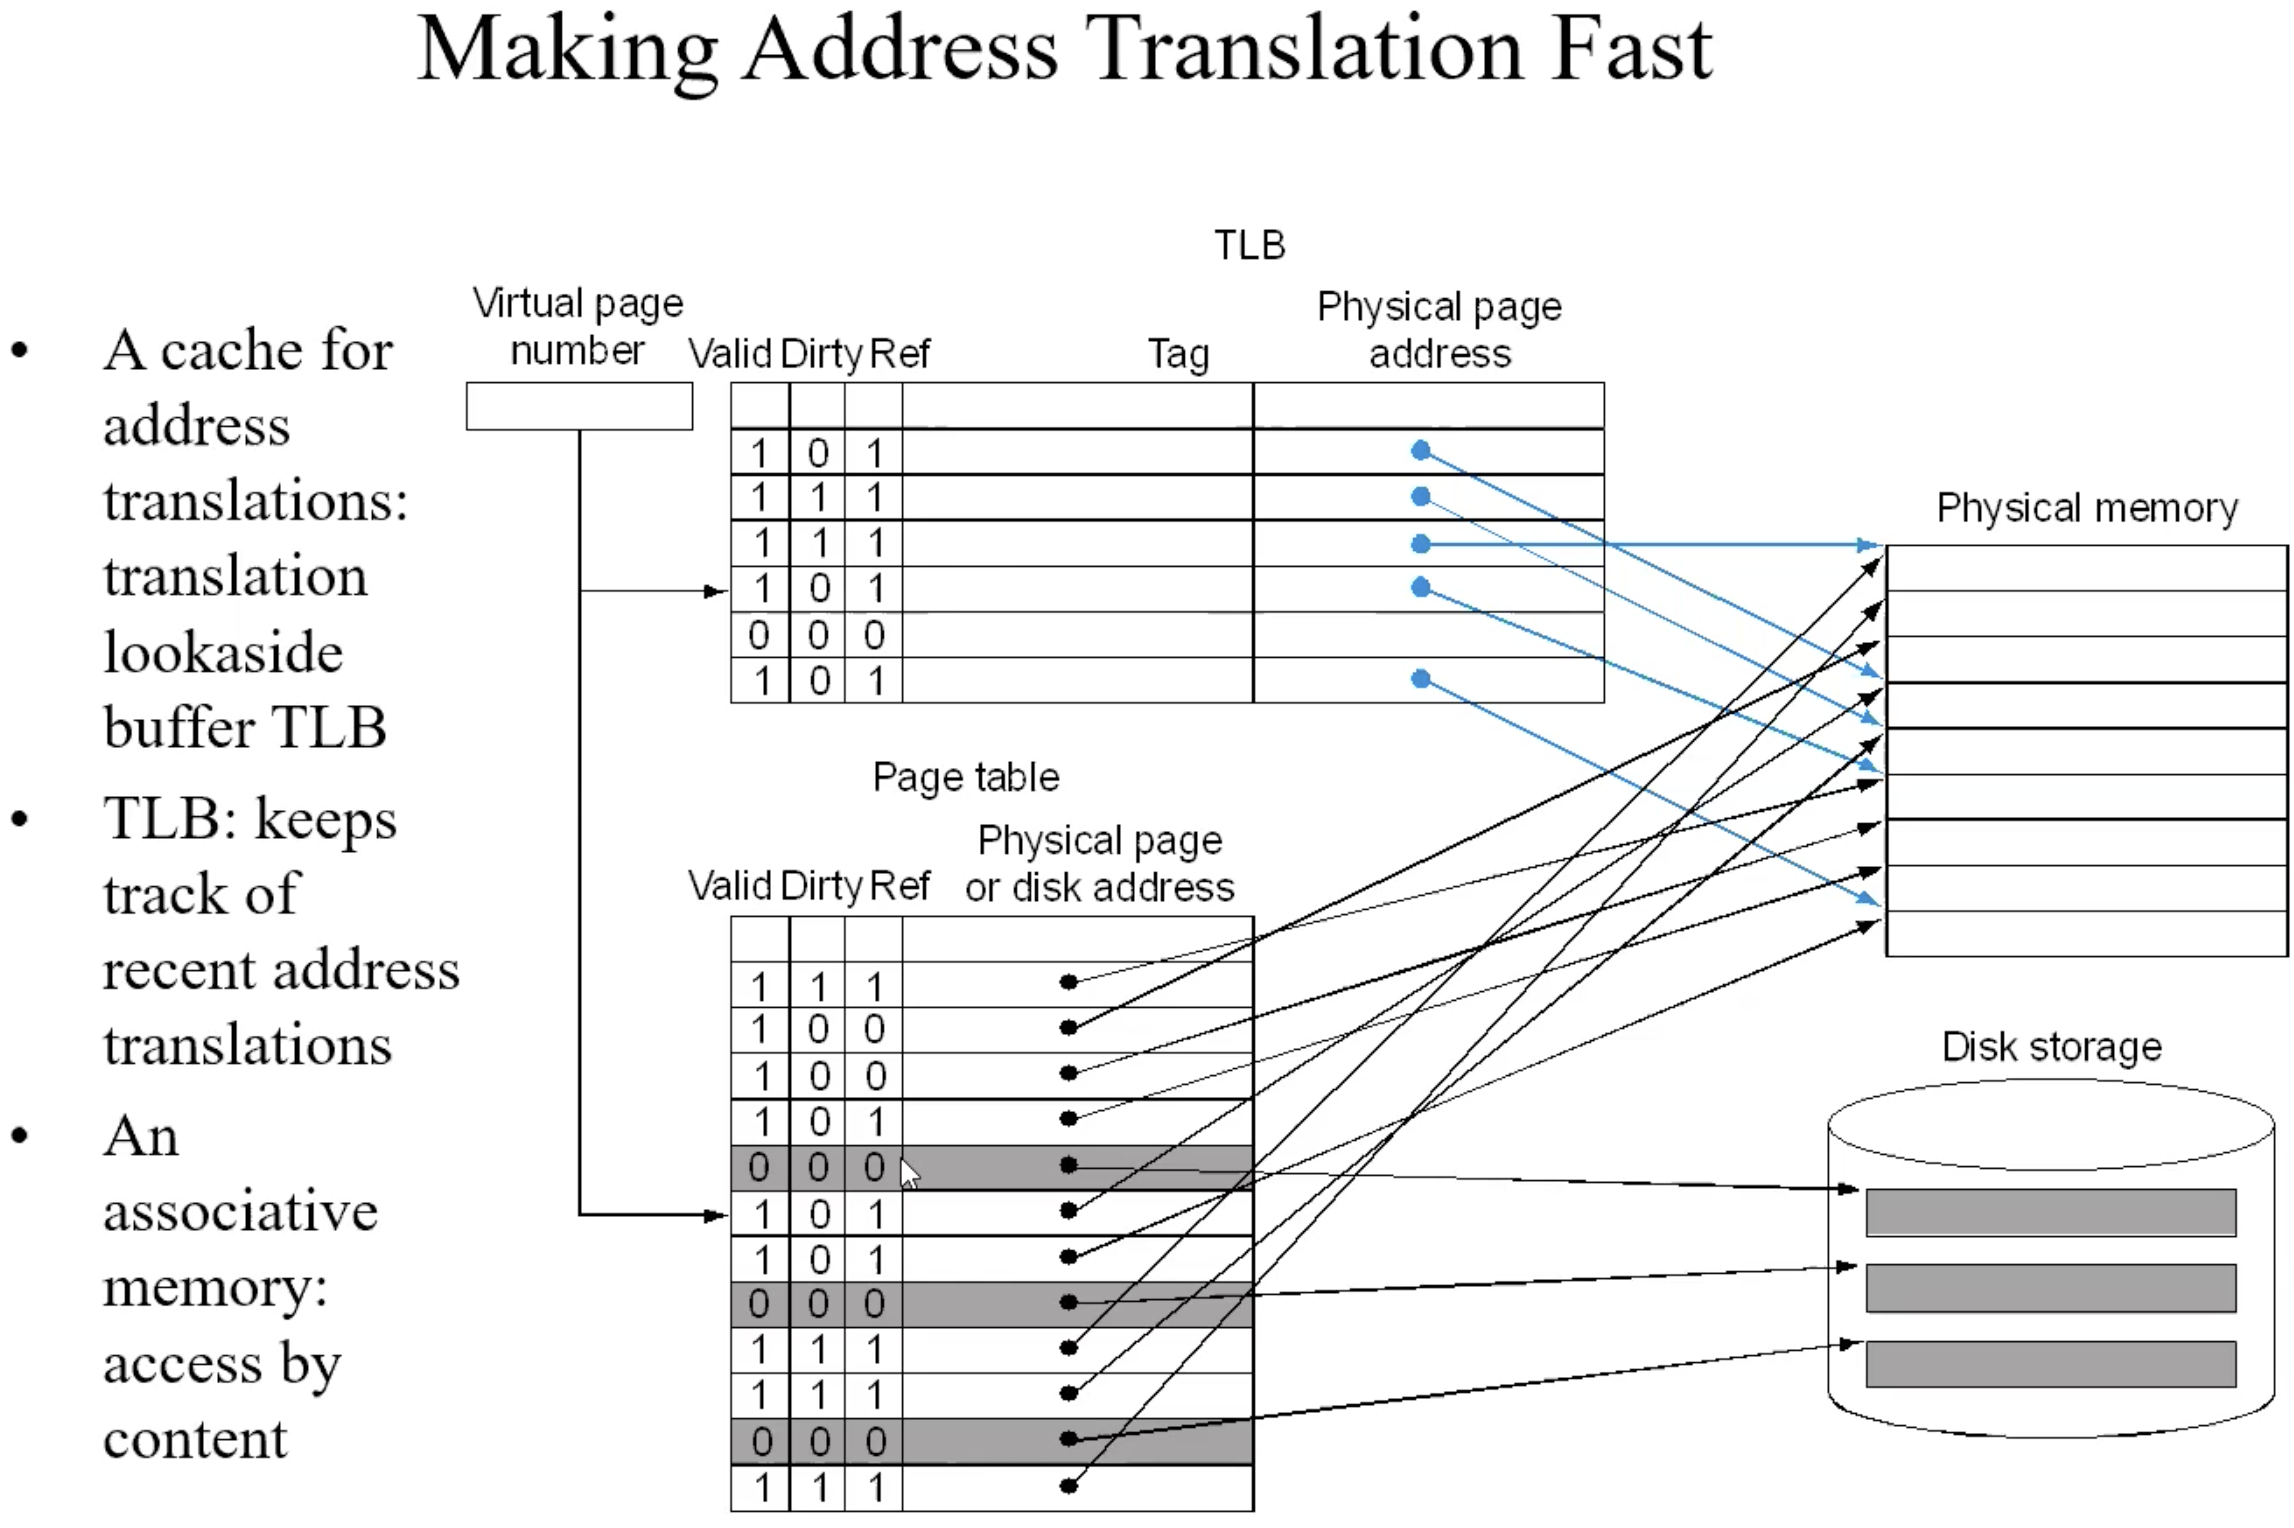 Making Address Translation Fast
• A cache for
address
translations:
translation
lookaside
buffer TLB
• TLB: keeps
track of
recent address
translations
• An
associative
memory:
access by
content
TLB
Virtual page
number
Valid Dirty Ref
Tag
Physical page
address
1 0 1
1 1 1
1 1 1
1 0 1
0 0 0
1 0 1
Page table
Physical page
or disk address
Valid Dirty Ref
1 1 1
1 0 0
1 0 0
1 0 1
0 0 0
1 0 1
1 0 1
0 0 0
1 1 1
1 1 1
0 0 0
1 1 1
Physical memory
Disk storage